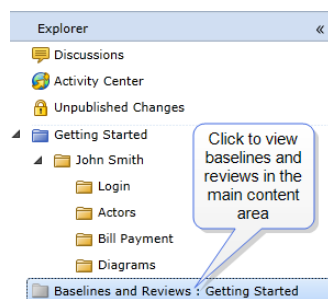 Explorer «
Discussions
Activity Center
Unpublished Changes
Getting Started
John Smith
Login
Actors
Bill Payment
Diagrams
Baselines and Reviews : Getting Started
Click to view
baselines and
reviews in the
main content
area